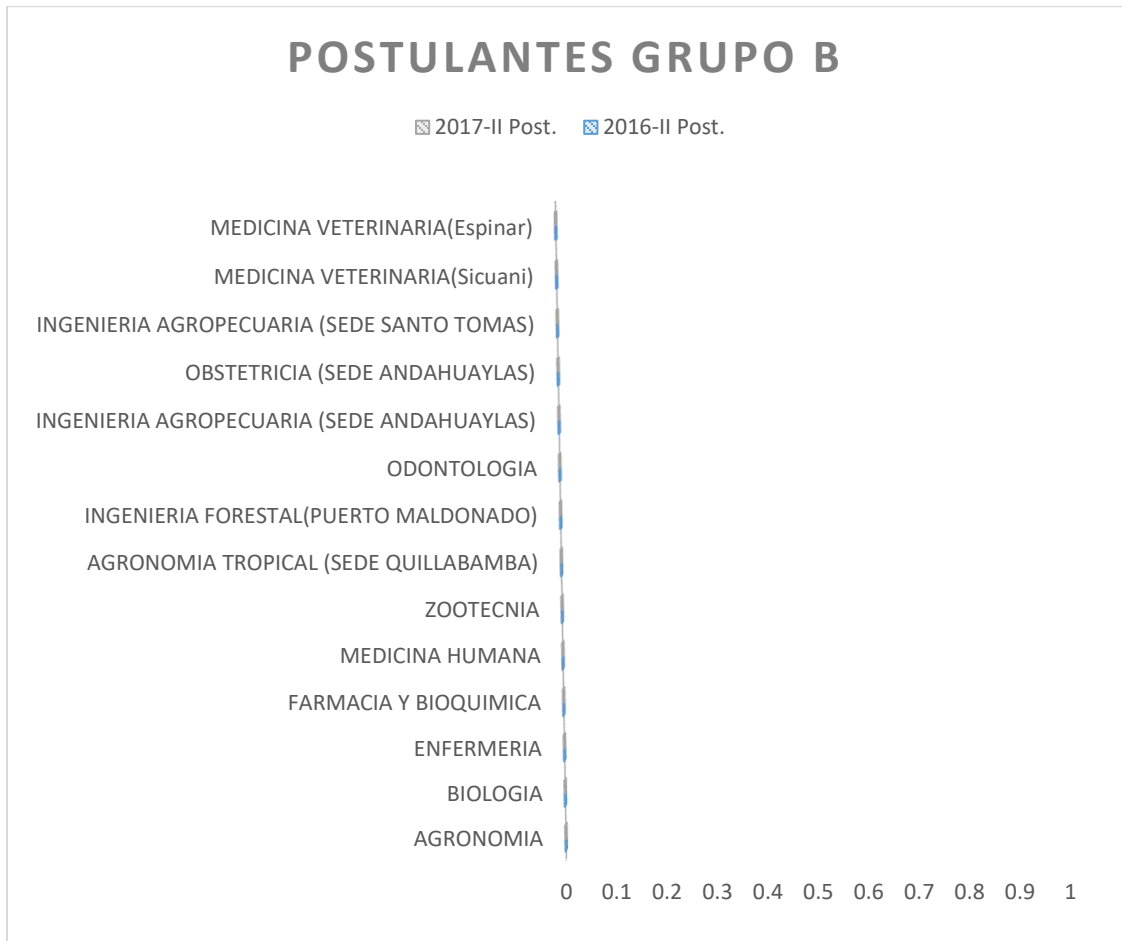 POSTULANTES GRUPO B
2017-II Post. 2016-II Post.
MEDICINA VETERINARIA(Espinar)
MEDICINA VETERINARIA(Sicuani)
INGENIERIA AGROPECUARIA (SEDE SANTO TOMAS)
OBSTETRICIA (SEDE ANDAHUAYLAS)
INGENIERIA AGROPECUARIA (SEDE ANDAHUAYLAS)
ODONTOLOGIA
INGENIERIA FORESTAL(PUERTO MALDONADO)
AGRONOMIA TROPICAL (SEDE QUILLABAMBA)
ZOOTECNIA
MEDICINA HUMANA
FARMACIA Y BIOQUIMICA
ENFERMERIA
BIOLOGIA
AGRONOMIA
0 0.1 0.2 0.3 0.4 0.5 0.6 0.7 0.8 0.9 1